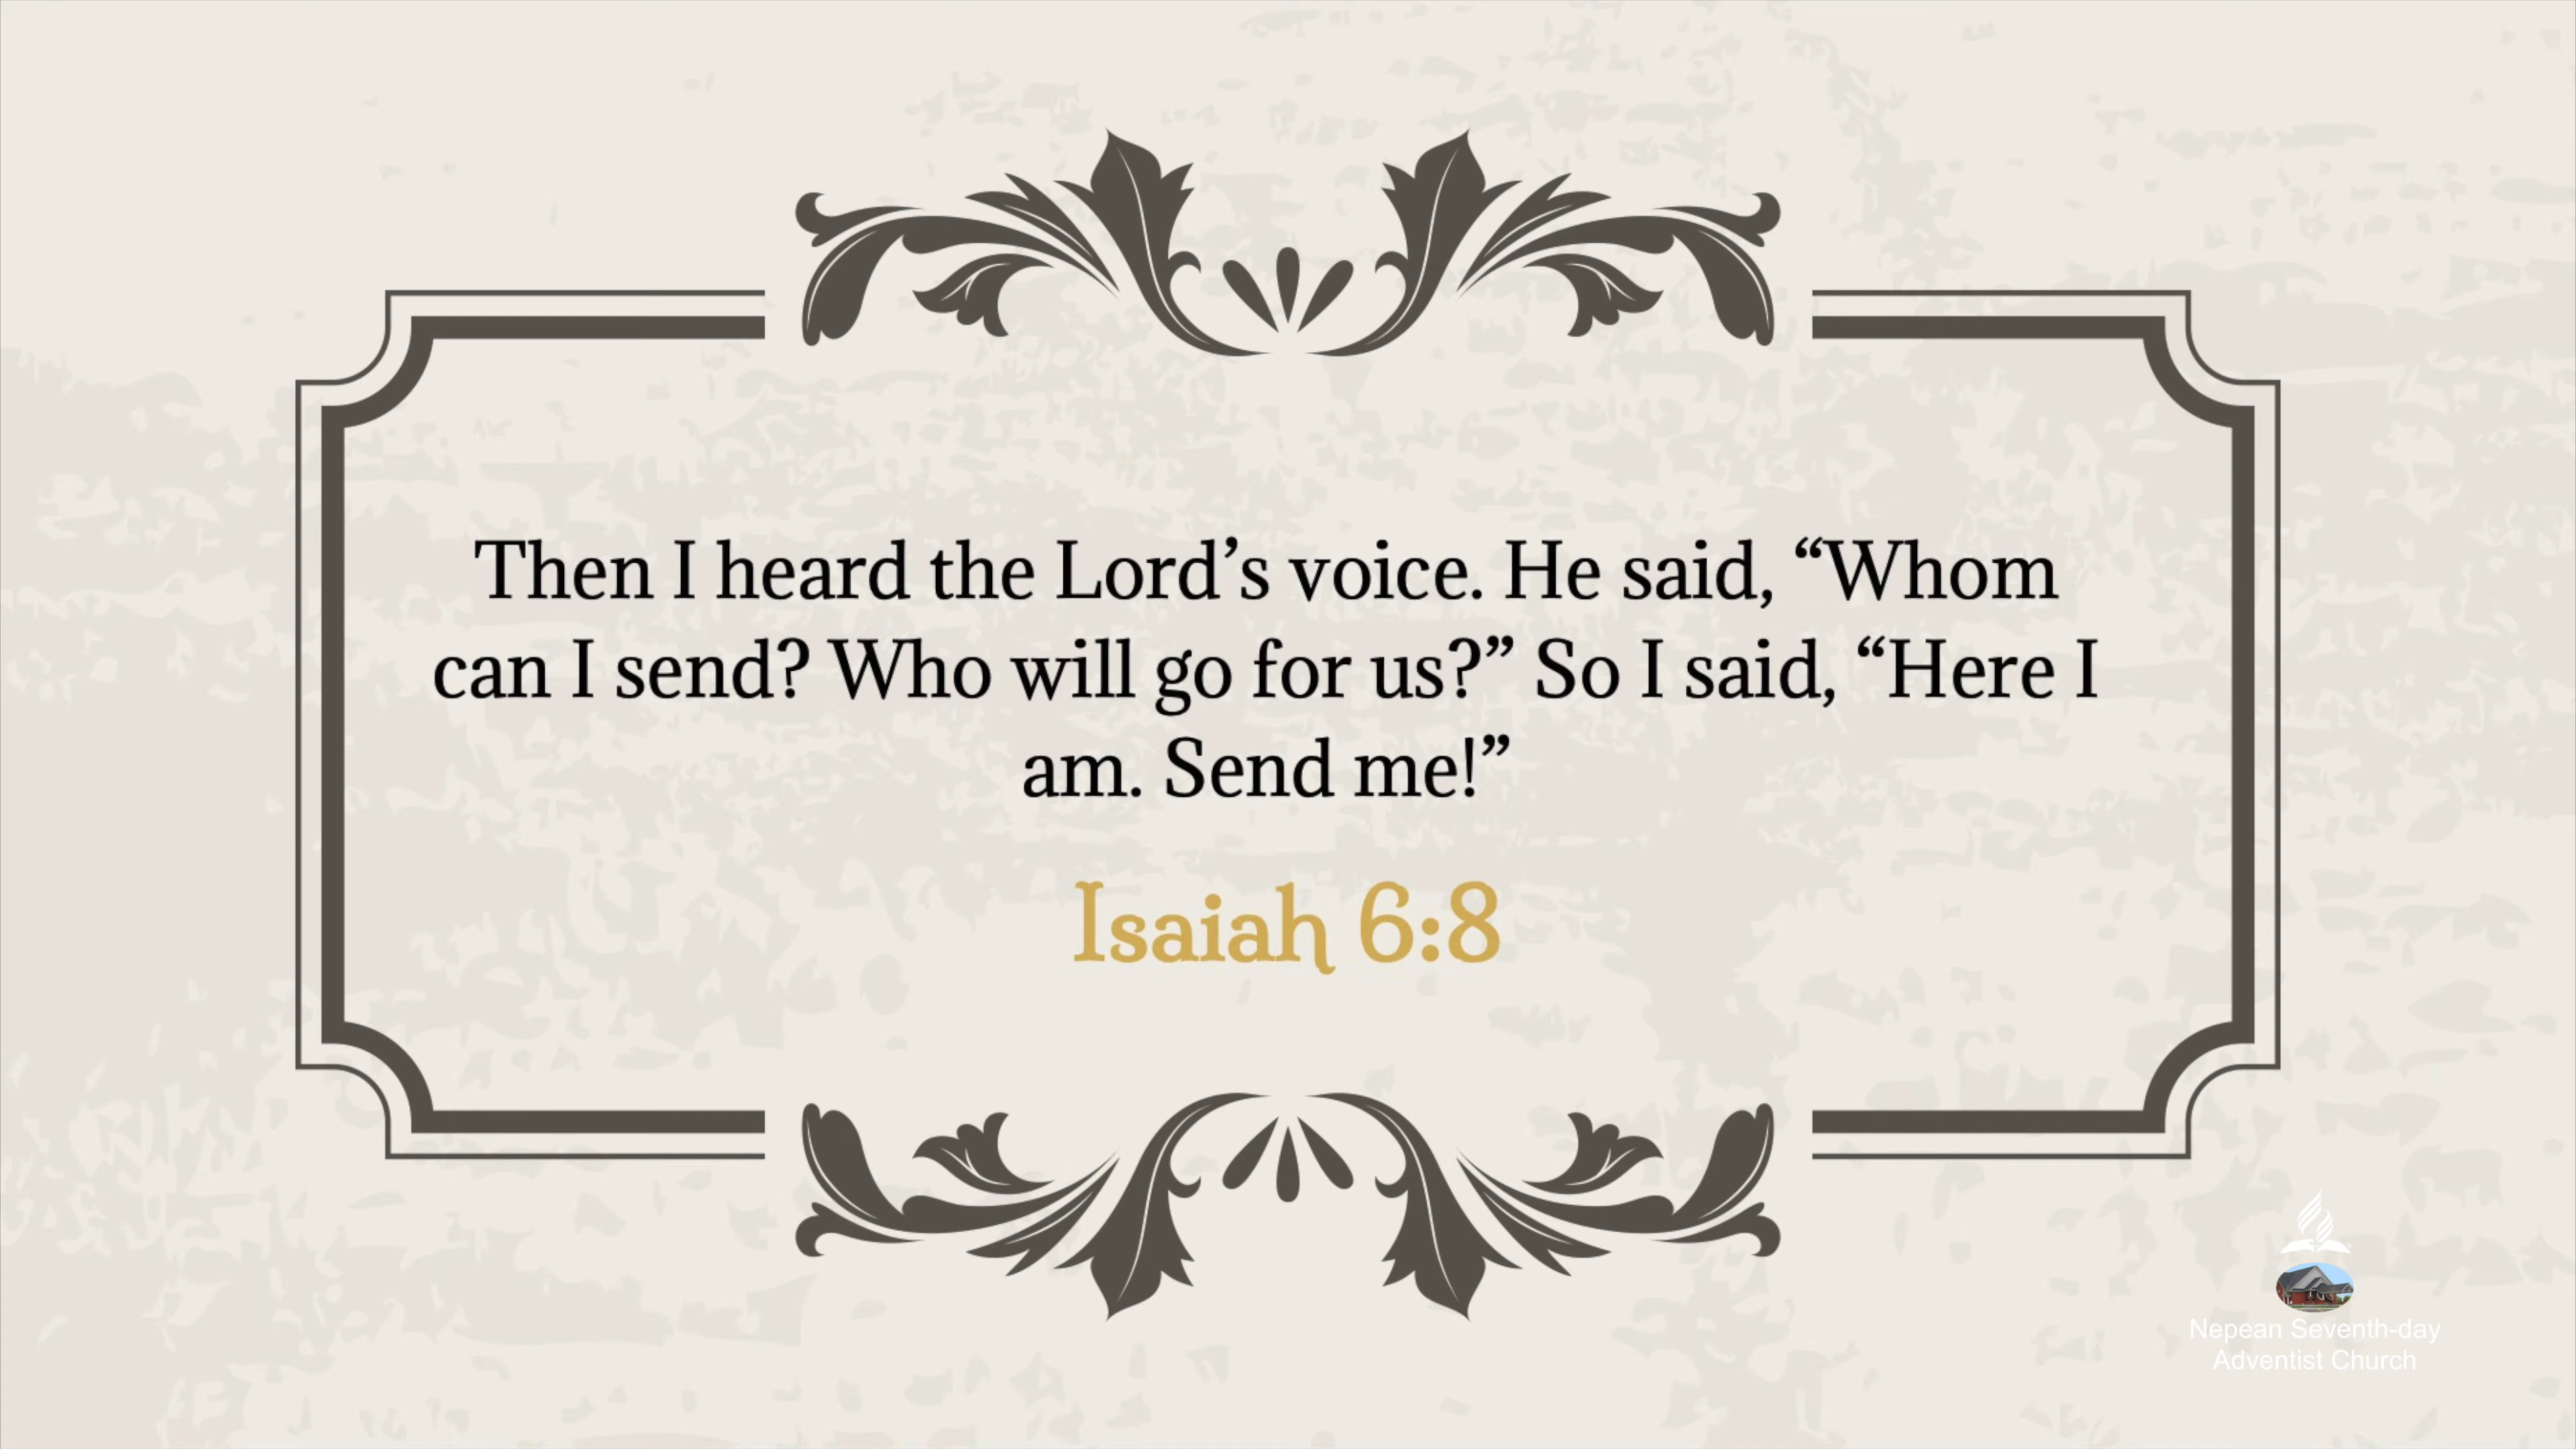 Then I heard the Lord’s voice. He said, “Whom
can I send? Who will go for us?” So I said, “Here I
am. Send me!”
Isaiah 6:8
Nepean Seventh-day
Adventist Church